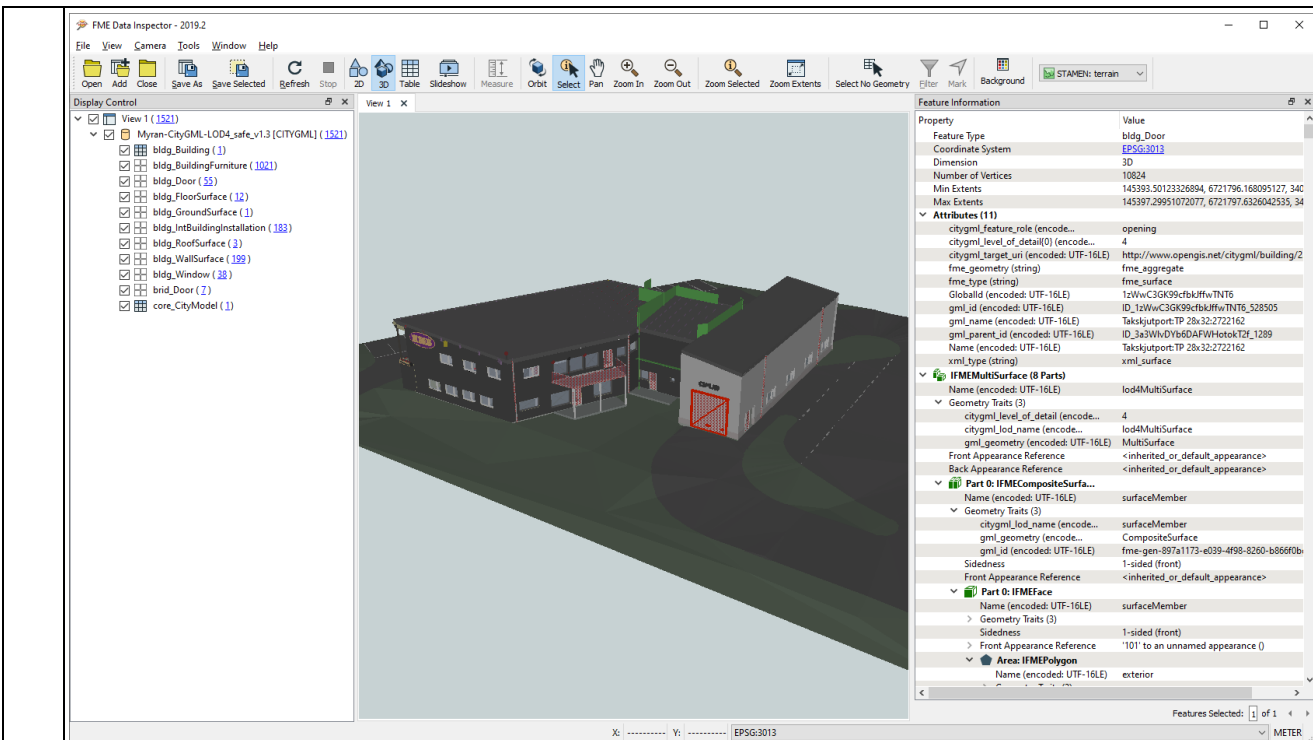 FME Data Inspector - 2019.2
File View Camera Tools Window Help
Open Add Close Save As Save Selected Refresh Stop 2D 3D Table Slideshow Measure Orbit Select Pan Zoom In Zoom Out Zoom Selected Zoom Extents Select No Geometry Filter Mark Background STAMEN: terrain
Display Control
View 1 (1521)
Myran-CityGML-LOD4_safe_v1.3 [CITYGML] (1521)
bldg_Building (1)
bldg_BuildingFurniture (1021)
bldg_Door (55)
bldg_FloorSurface (12)
bldg_GroundSurface (1)
bldg_IntBuildingInstallation (183)
bldg_RoofSurface (3)
bldg_WallSurface (199)
bldg_Window (38)
brid_Door (7)
core_CityModel (1)
View 1
Feature Information
Property Value
Feature Type bldg_Door
Coordinate System EPSG:3013
Dimension 3D
Number of Vertices 10824
Min Extents 145393.50123326894, 6721796.168095127, 340
Max Extents 145397.29951072077, 6721797.6326042535, 34
Attributes (11)
citygml_feature_role (encode... opening
citygml_level_of_detail{0} (encode... 4
citygml_target_uri (encoded: UTF-16LE) http://www.opengis.net/citygml/building/2
fme_geometry (string) fme_aggregate
fme_type (string) fme_surface
GlobalId (encoded: UTF-16LE) 1zWwC3GK99cfbkJffwTNT6
gml_id (encoded: UTF-16LE) ID_1zWwC3GK99cfbkJffwTNT6_528505
gml_name (encoded: UTF-16LE) Takskjutport:TP 28x32:2722162
gml_parent_id (encoded: UTF-16LE) ID_3a3WlvDYb6DAFWHotokT2f_1289
Name (encoded: UTF-16LE) Takskjutport:TP 28x32:2722162
xml_type (string) xml_surface
IFMEMultiSurface (8 Parts)
Name (encoded: UTF-16LE) lod4MultiSurface
Geometry Traits (3)
citygml_level_of_detail (encode... 4
citygml_lod_name (encode... lod4MultiSurface
gml_geometry (encoded: UTF-16LE) MultiSurface
Front Appearance Reference <inherited_or_default_appearance>
Back Appearance Reference <inherited_or_default_appearance>
Part 0: IFMECompositeSurfa...
Name (encoded: UTF-16LE) surfaceMember
Geometry Traits (3)
citygml_lod_name (encode... surfaceMember
gml_geometry (encode... CompositeSurface
gml_id (encoded: UTF-16LE) fme-gen-897a1173-e039-4f98-8260-b866f0b
Sidedness 1-sided (front)
Front Appearance Reference <inherited_or_default_appearance>
Part 0: IFMEFace
Name (encoded: UTF-16LE) surfaceMember
Geometry Traits (3)
Sidedness 1-sided (front)
Front Appearance Reference '101' to an unnamed appearance ()
Area: IFMEPolygon
Name (encoded: UTF-16LE) exterior
Features Selected: 1 of 1
X: ---------- Y: ---------- EPSG:3013 METER